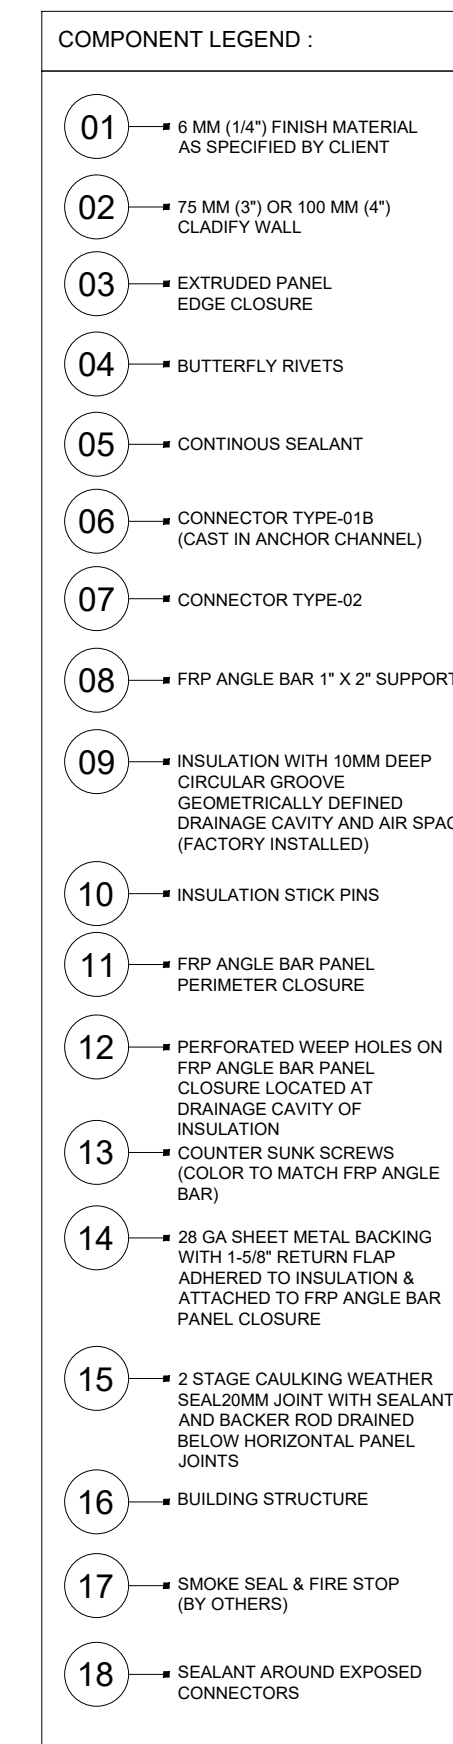 COMPONENT LEGEND :
01
6 MM (1/4") FINISH MATERIAL
AS SPECIFIED BY CLIENT
02
75 MM (3") OR 100 MM (4")
CLADIFY WALL
03
EXTRUDED PANEL
EDGE CLOSURE
04
BUTTERFLY RIVETS
05
CONTINOUS SEALANT
06
CONNECTOR TYPE-01B
(CAST IN ANCHOR CHANNEL)
07
CONNECTOR TYPE-02
08
FRP ANGLE BAR 1" X 2" SUPPORT
09
INSULATION WITH 10MM DEEP
CIRCULAR GROOVE
GEOMETRICALLY DEFINED
DRAINAGE CAVITY AND AIR SPAC
(FACTORY INSTALLED)
10
INSULATION STICK PINS
11
FRP ANGLE BAR PANEL
PERIMETER CLOSURE
12
PERFORATED WEEP HOLES ON
FRP ANGLE BAR PANEL
CLOSURE LOCATED AT
DRAINAGE CAVITY OF
INSULATION
13
COUNTER SUNK SCREWS
(COLOR TO MATCH FRP ANGLE
BAR)
14
28 GA SHEET METAL BACKING
WITH 1-5/8" RETURN FLAP
ADHERED TO INSULATION &
ATTACHED TO FRP ANGLE BAR
PANEL CLOSURE
15
2 STAGE CAULKING WEATHER
SEAL20MM JOINT WITH SEALANT
AND BACKER ROD DRAINED
BELOW HORIZONTAL PANEL
JOINTS
16
BUILDING STRUCTURE
17
SMOKE SEAL & FIRE STOP
(BY OTHERS)
18
SEALANT AROUND EXPOSED
CONNECTORS